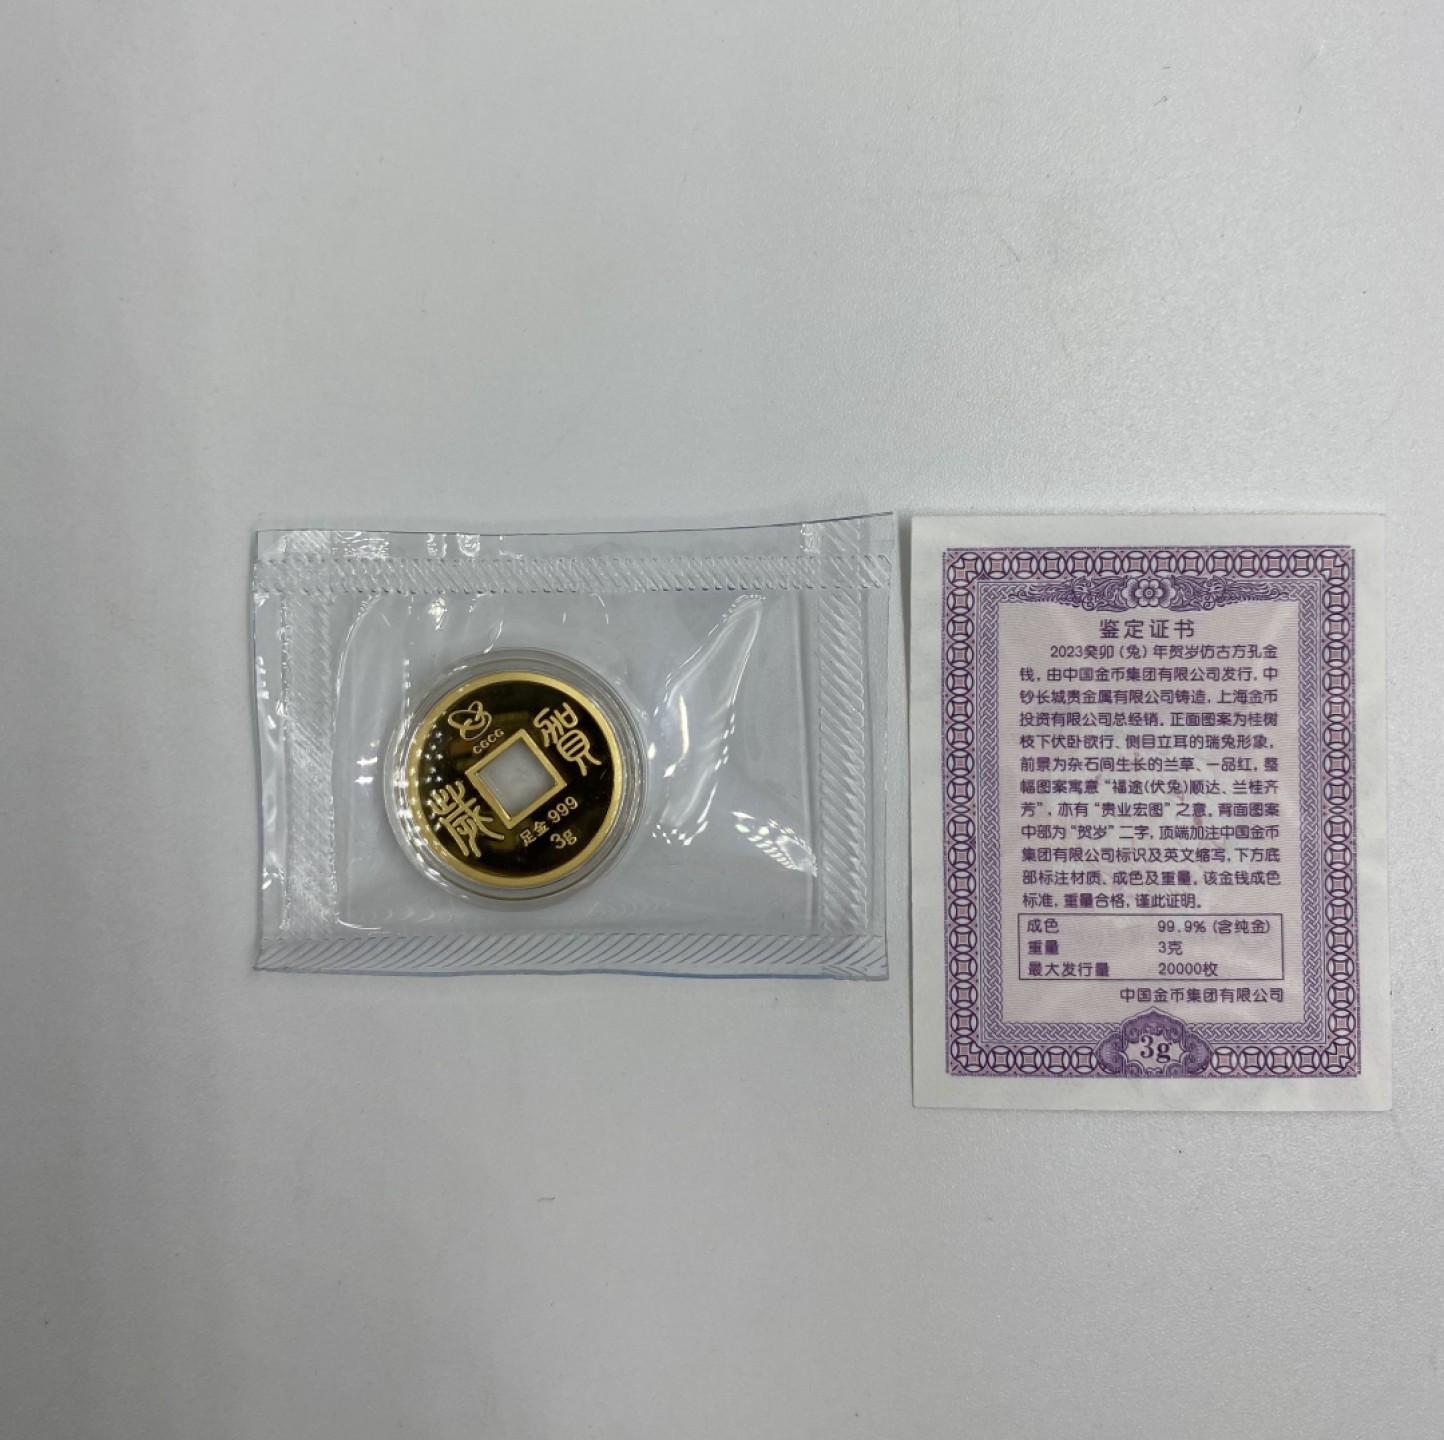 CGCG
賀
歲
足金 999
3g
鉴定证书
2023癸卯（兔）年贺岁仿古方孔金
钱，由中国金币集团有限公司发行，中
钞长城贵金属有限公司铸造，上海金币
投资有限公司总经销。正面图案为桂树
枝下伏卧欲行、侧目立耳的瑞兔形象，
前景为杂石间生长的兰草、一品红，整
幅图案寓意“福途(伏兔)顺达、兰桂齐
芳”，亦有“贵业宏图”之意。背面图案
中部为“贺岁”二字，顶端加注中国金币
集团有限公司标识及英文缩写，下方底
部标注材质、成色及重量。该金钱成色
标准，重量合格，谨此证明。
成色 99.9% (含纯金)
重量 3克
最大发行量 20000枚
中国金币集团有限公司
3g